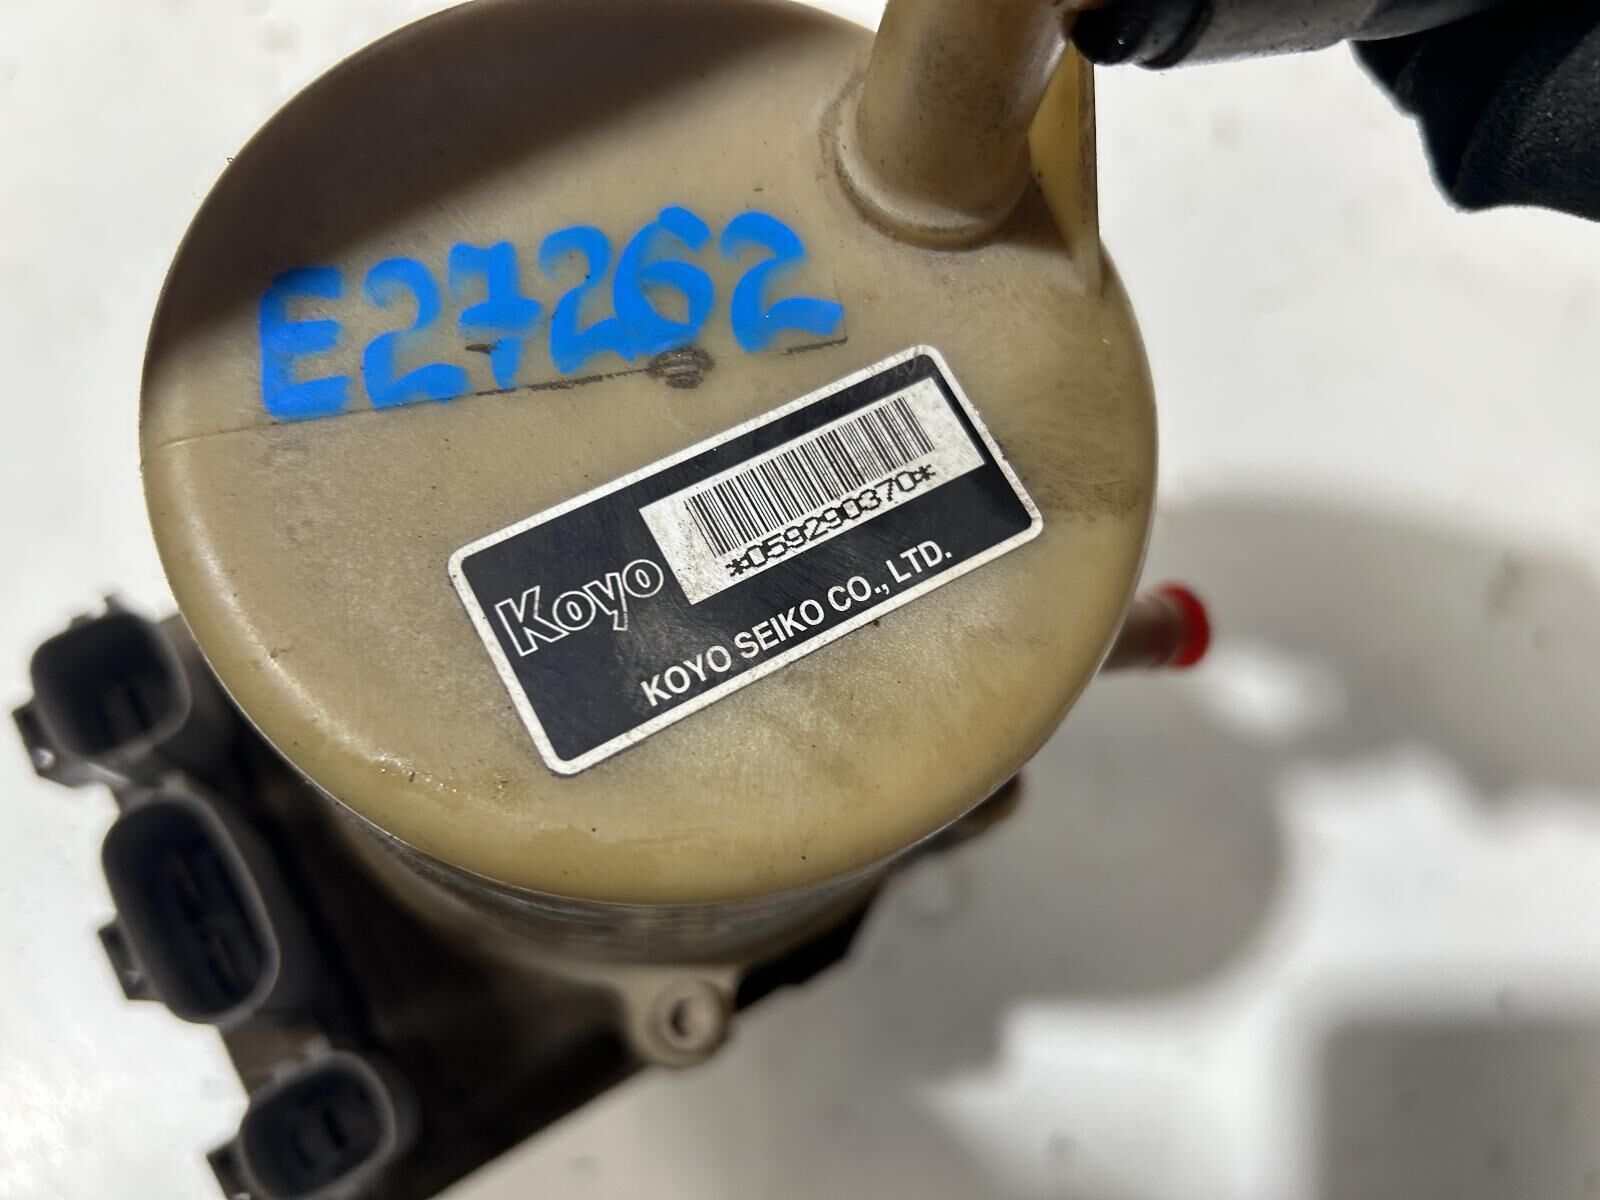 E27262
Koyo
*059290370*
KOYO SEIKO CO., LTD.